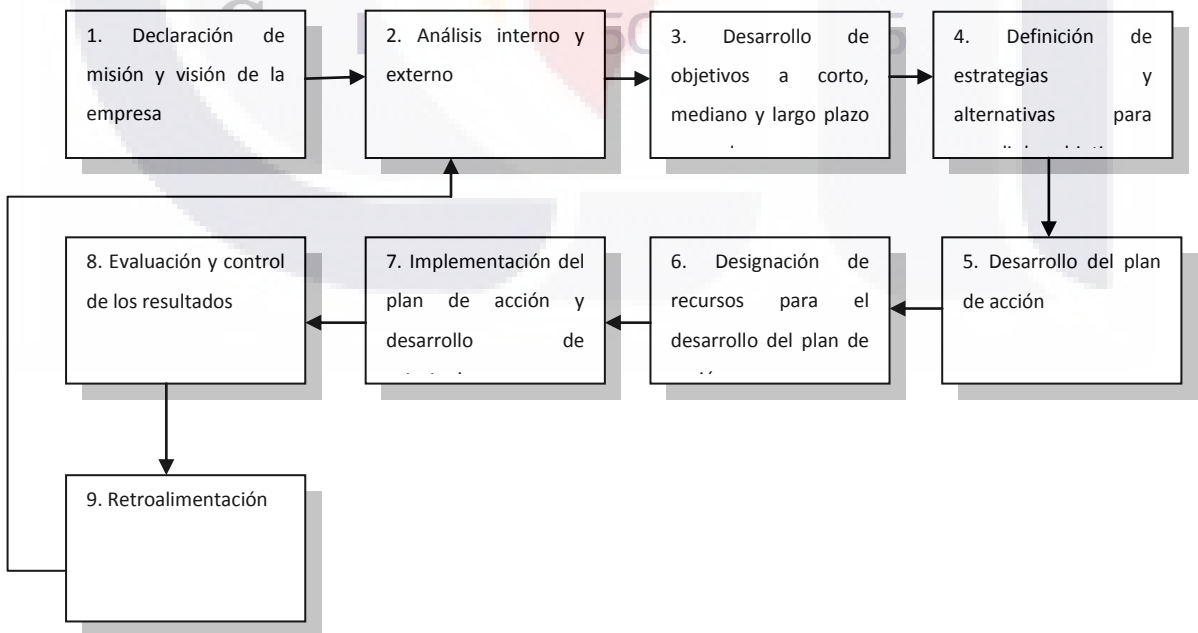 1. Declaración de
misión y visión de la
empresa
2. Análisis interno y
externo
3. Desarrollo de
objetivos a corto,
mediano y largo plazo
4. Definición de
estrategias y
alternativas para
5. Desarrollo del plan
de acción
6. Designación de
recursos para el
desarrollo del plan de
7. Implementación del
plan de acción y
desarrollo de
8. Evaluación y control
de los resultados
9. Retroalimentación